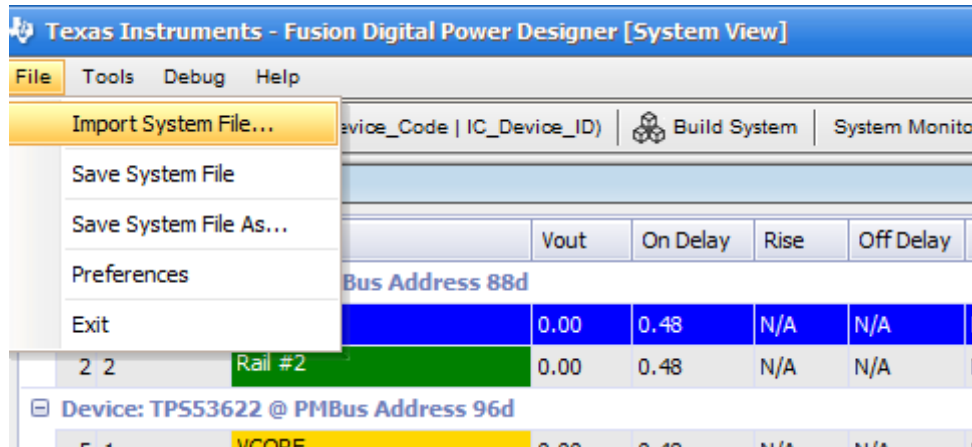 Texas Instruments - Fusion Digital Power Designer [System View]
File Tools Debug Help
Import System File...
Device_Code | IC_Device_ID) Build System System Monito
Save System File
Save System File As...
Vout On Delay Rise Off Delay
Preferences
Bus Address 88d
Exit
0.00 0.48 N/A N/A
2 2 Rail #2 0.00 0.48 N/A N/A
Device: TPS53622 @ PMBus Address 96d